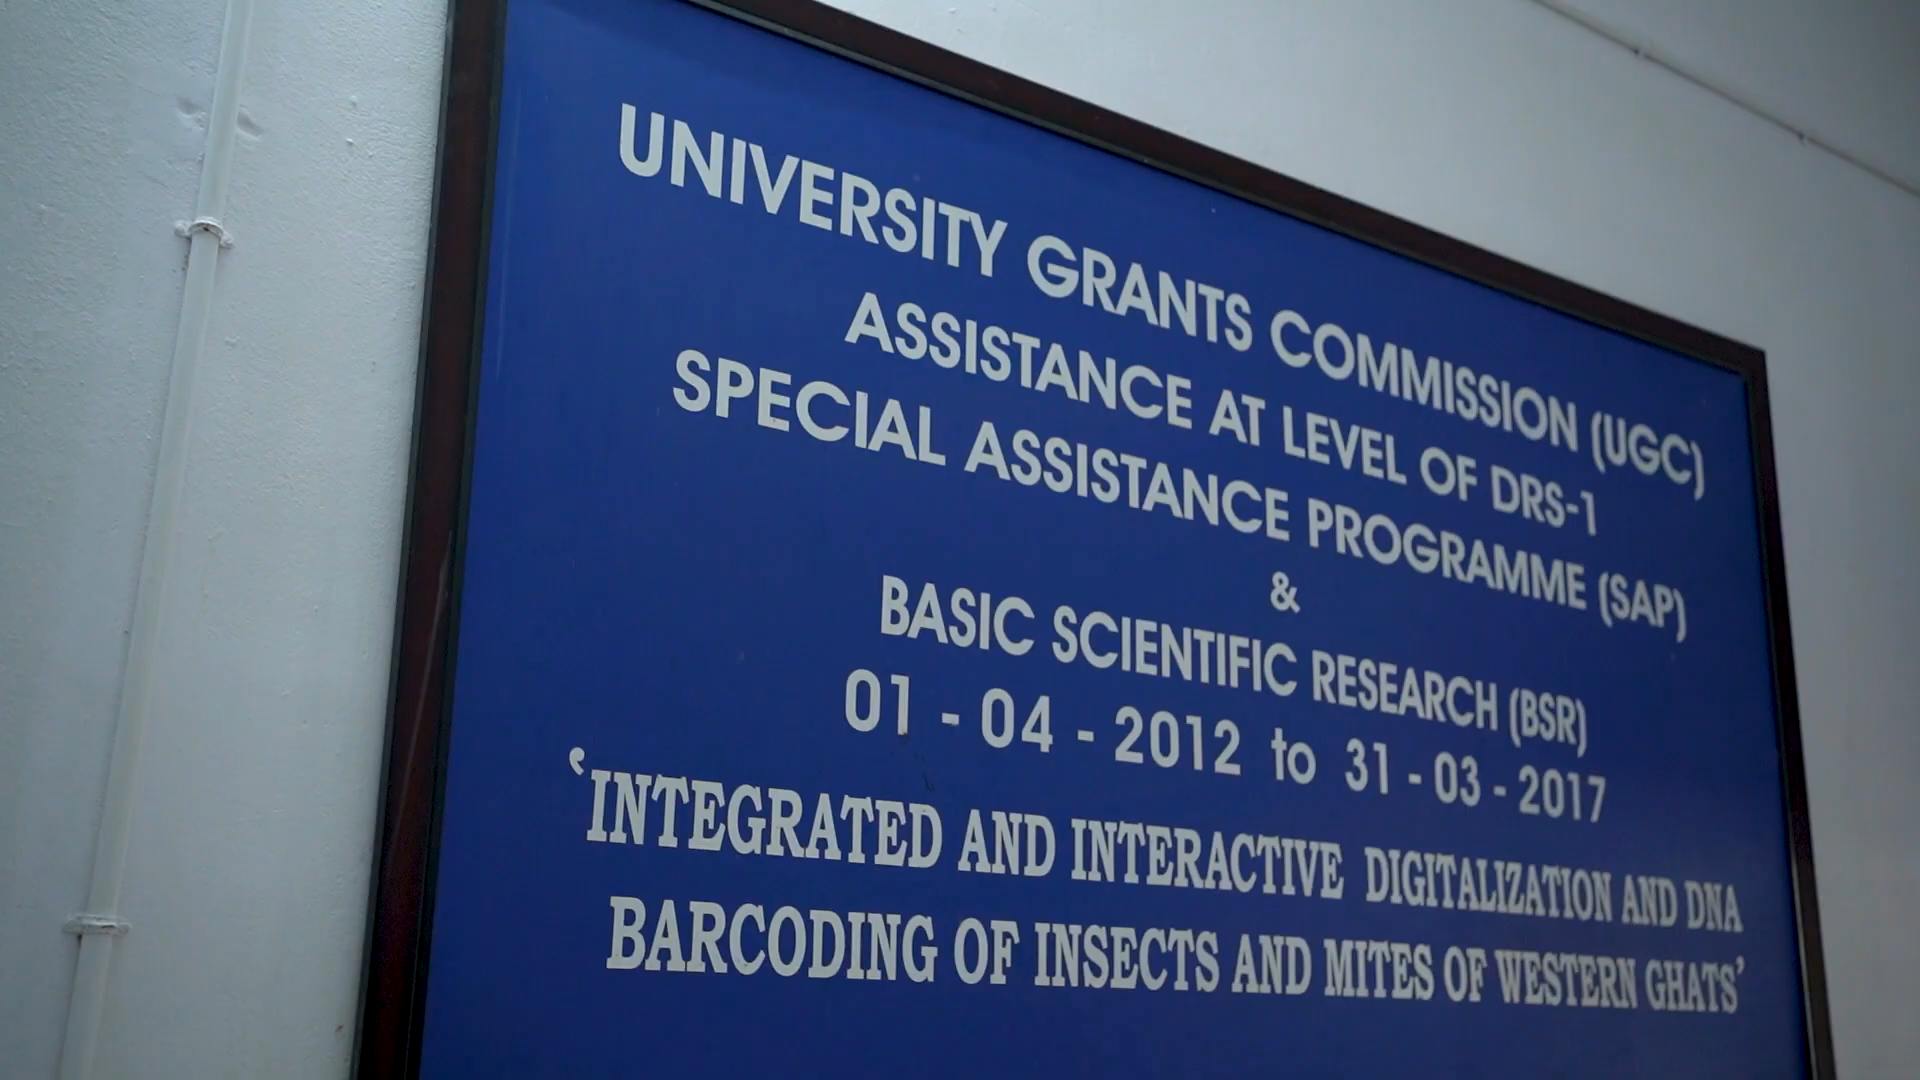 UNIVERSITY GRANTS COMMISSION (UGC)
ASSISTANCE AT LEVEL OF DRS-1
SPECIAL ASSISTANCE PROGRAMME (SAP)
&
BASIC SCIENTIFIC RESEARCH (BSR)
01 - 04 - 2012 to 31 - 03 - 2017
‘INTEGRATED AND INTERACTIVE DIGITALIZATION AND DNA
BARCODING OF INSECTS AND MITES OF WESTERN GHATS’